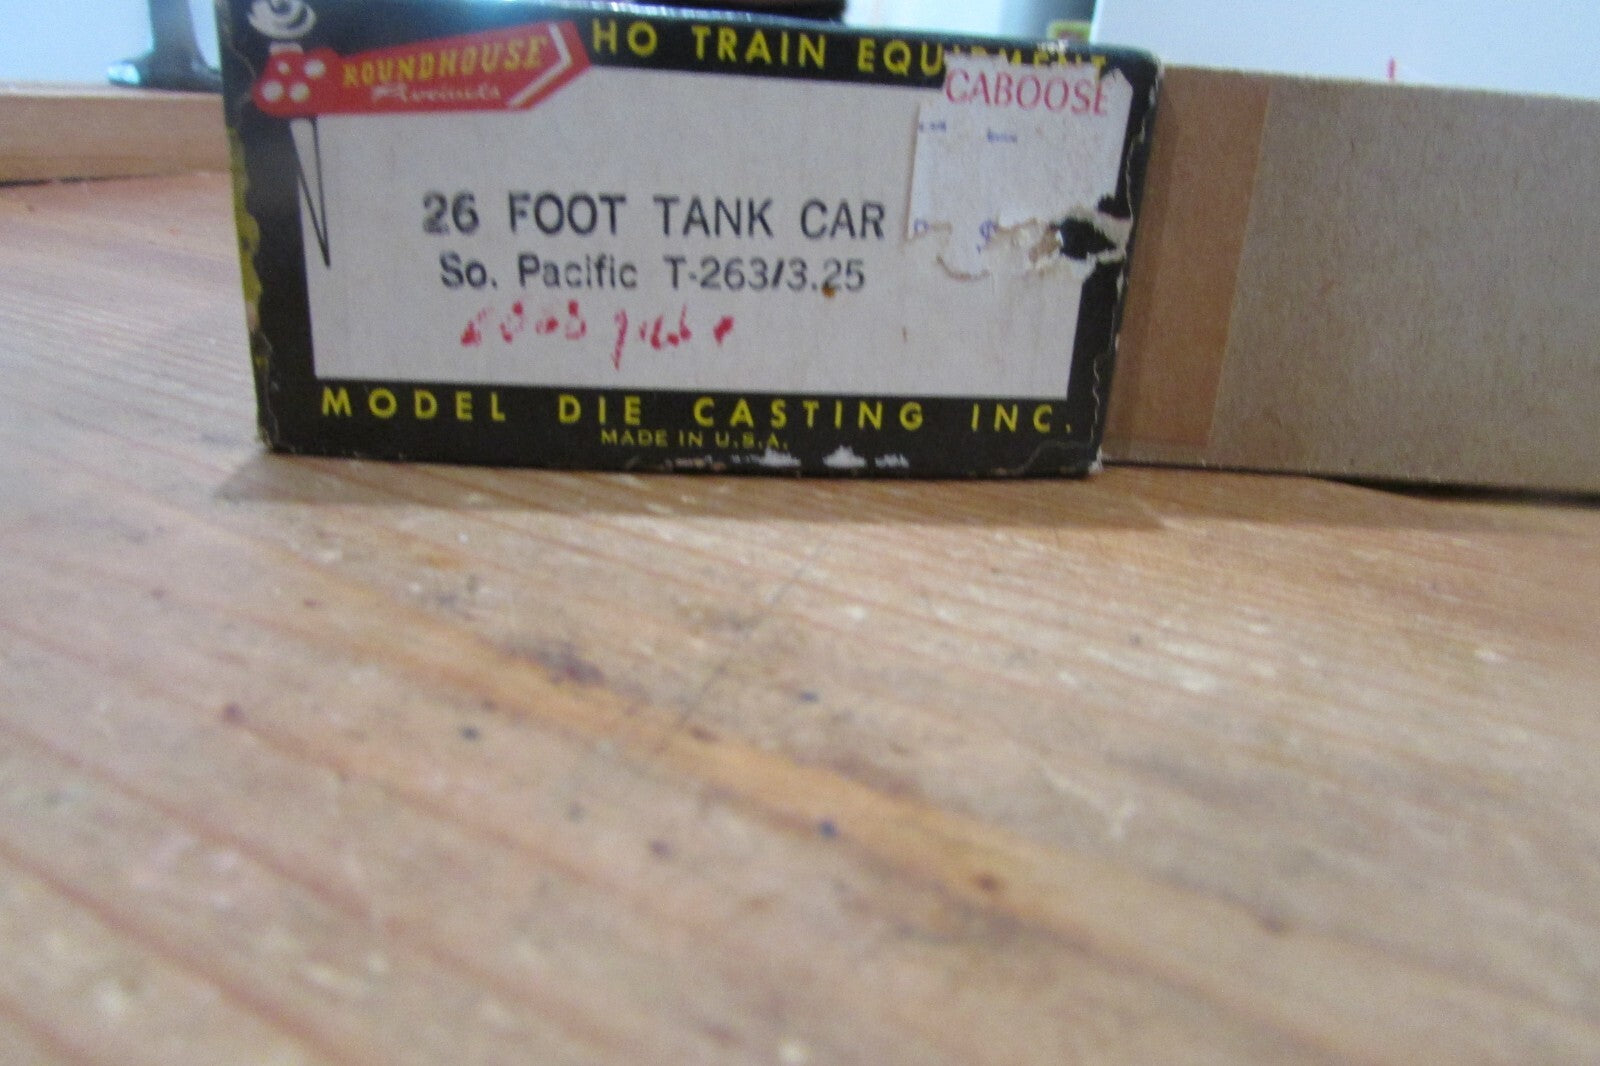 ROUNDHOUSE
Products
HO TRAIN EQUIPMENT
CABOOSE
26 FOOT TANK CAR
$
So. Pacific T-263/3.25
MODEL DIE CASTING INC.
MADE IN U.S.A.